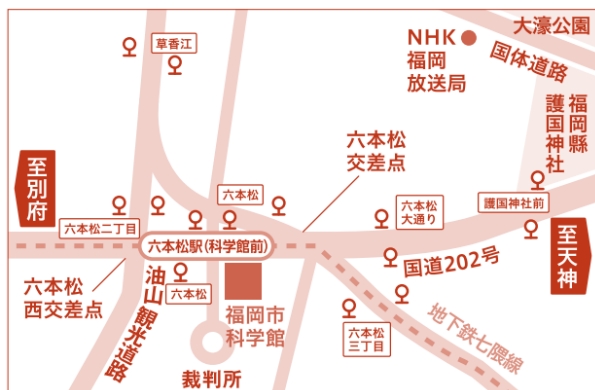 大濠公園
草香江
NHK
福岡
放送局
国体道路
福岡縣
護国神社
六本松
交差点
至別府
六本松
六本松
大通り
護国神社前
六本松二丁目
六本松駅(科学館前)
至天神
国道202号
六本松
西交差点
油山観光道路
六本松
福岡市
科学館
六本松
三丁目
地下鉄七隈線
裁判所